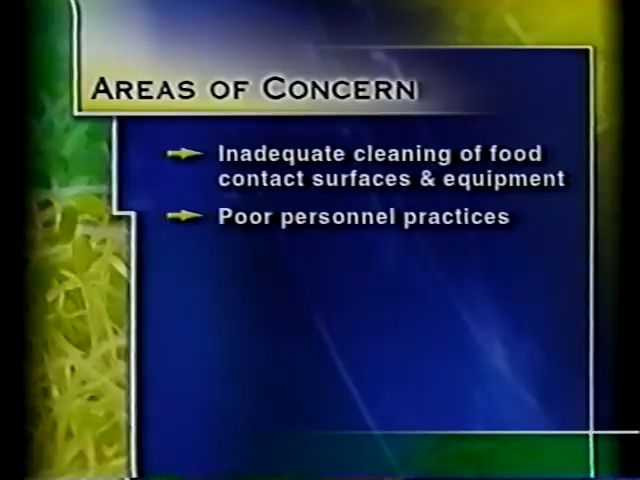 AREAS OF CONCERN
Inadequate cleaning of food
contact surfaces & equipment
Poor personnel practices